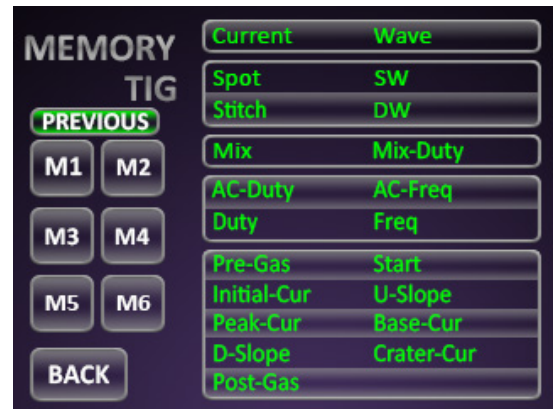 MEMORY
TIG
PREVIOUS
M1 M2
M3 M4
M5 M6
BACK
Current Wave
Spot SW
Stitch DW
Mix Mix-Duty
AC-Duty AC-Freq
Duty Freq
Pre-Gas Start
Initial-Cur U-Slope
Peak-Cur Base-Cur
D-Slope Crater-Cur
Post-Gas